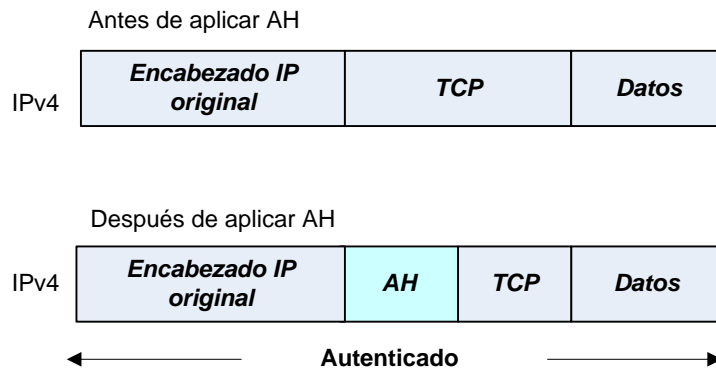 Antes de aplicar AH
IPv4
Encabezado IP
original
TCP
Datos
Después de aplicar AH
IPv4
Encabezado IP
original
AH
TCP
Datos
Autenticado